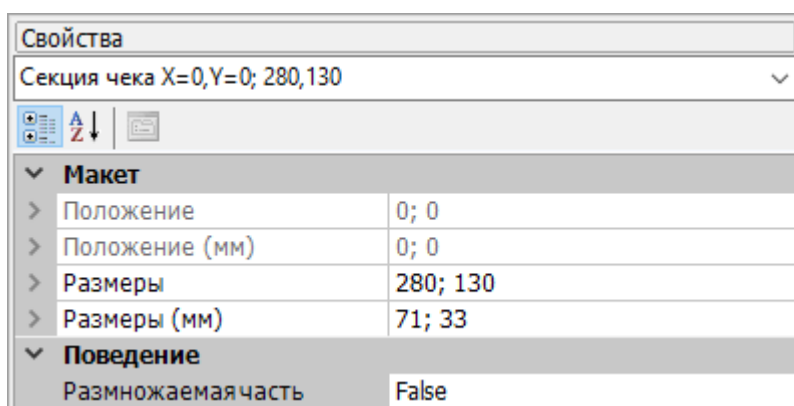 Свойства
Секция чека X=0,Y=0; 280,130
A
Z
Макет
Положение 0; 0
Положение (мм) 0; 0
Размеры 280; 130
Размеры (мм) 71; 33
Поведение
Размножаемая часть False